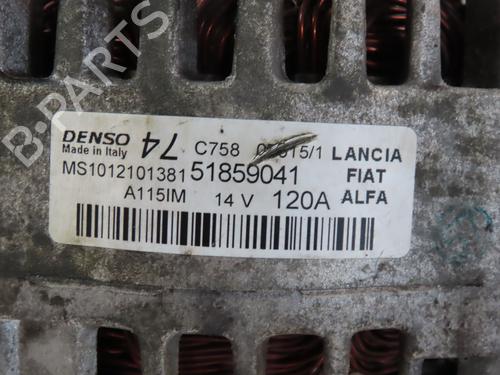 DENSO 74 C758 LANCIA
Made in Italy
MS1012101381 51859041 FIAT
A115IM 14 V 120A ALFA
B-PARTS